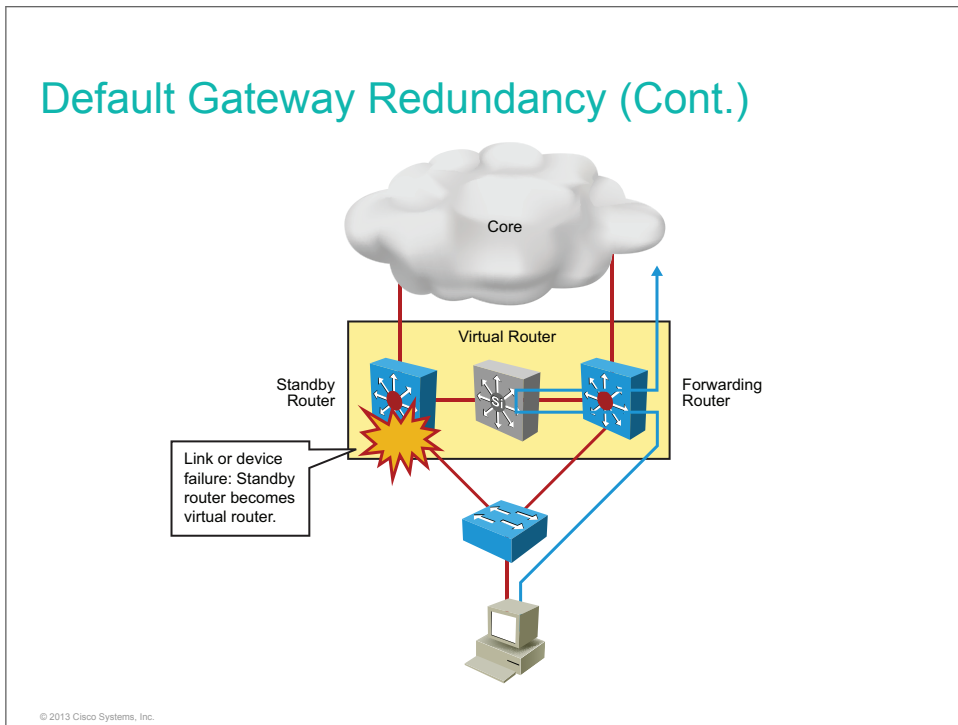 Default Gateway Redundancy (Cont.)
Core
Virtual Router
Standby
Router
Si
Forwarding
Router
Link or device
failure: Standby
router becomes
virtual router.
© 2013 Cisco Systems, Inc.